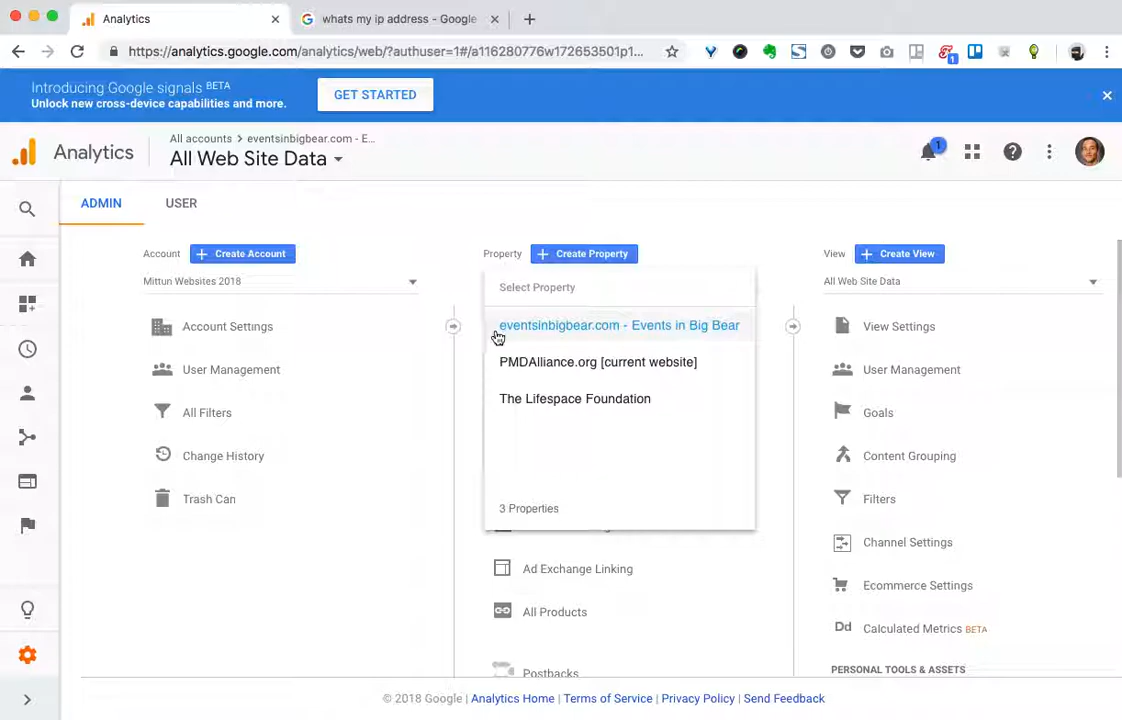 Analytics
whats my ip address - Google
https://analytics.google.com/analytics/web/?authuser=1#/a116280776w172653501p1...
1
Introducing Google signals BETA
Unlock new cross-device capabilities and more.
GET STARTED
Analytics
All accounts > eventsinbigbear.com - E...
All Web Site Data
1
ADMIN
USER
Account
+ Create Account
Property
+ Create Property
View
+ Create View
Mittun Websites 2018
Select Property
All Web Site Data
Account Settings
User Management
All Filters
Change History
Trash Can
eventsinbigbear.com - Events in Big Bear
PMDAlliance.org [current website]
The Lifespace Foundation
3 Properties
Ad Exchange Linking
All Products
Postbacks
View Settings
User Management
Goals
Content Grouping
Filters
Channel Settings
Ecommerce Settings
Dd Calculated Metrics BETA
PERSONAL TOOLS & ASSETS
© 2018 Google | Analytics Home | Terms of Service | Privacy Policy | Send Feedback